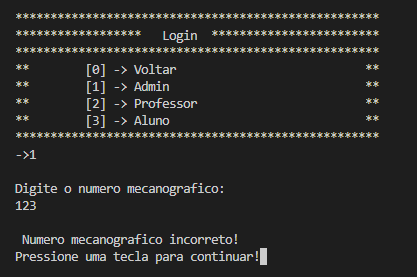 ****************************************************
******************   Login   ************************
****************************************************
**        [0] -> Voltar                           **
**        [1] -> Admin                            **
**        [2] -> Professor                        **
**        [3] -> Aluno                            **
****************************************************
->1
Digite o numero mecanografico:
123
Numero mecanografico incorreto!
Pressione uma tecla para continuar!